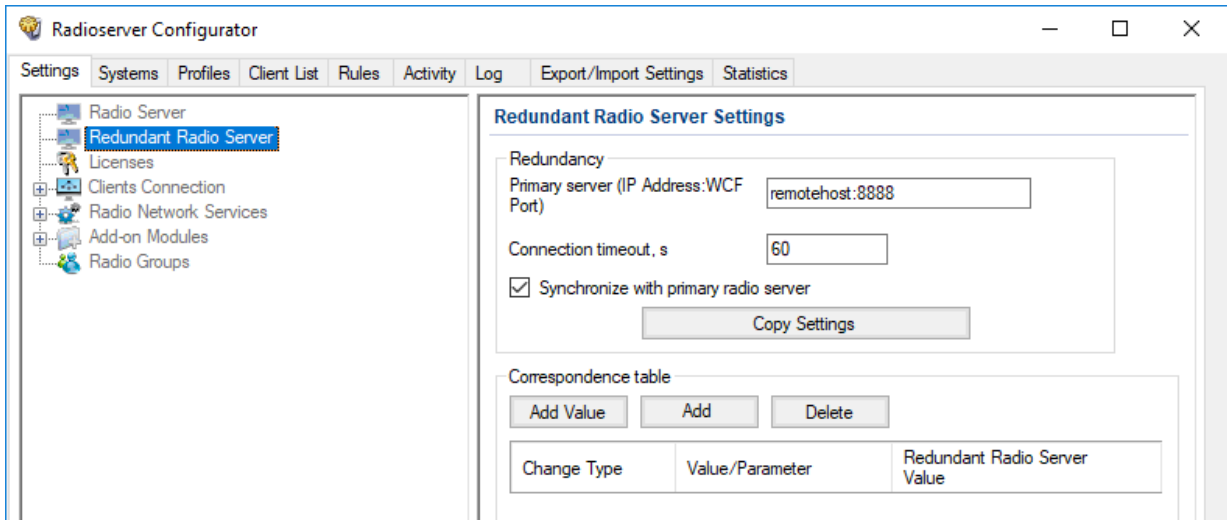 Radioserver Configurator
Settings Systems Profiles Client List Rules Activity Log Export/Import Settings Statistics
Radio Server
Redundant Radio Server
Licenses
Clients Connection
Radio Network Services
Add-on Modules
Radio Groups
Redundant Radio Server Settings
Redundancy
Primary server (IP Address:WCF
Port)
remotehost:8888
Connection timeout, s
60
Synchronize with primary radio server
Copy Settings
Correspondence table
Add Value Add Delete
Change Type Value/Parameter Redundant Radio Server
Value